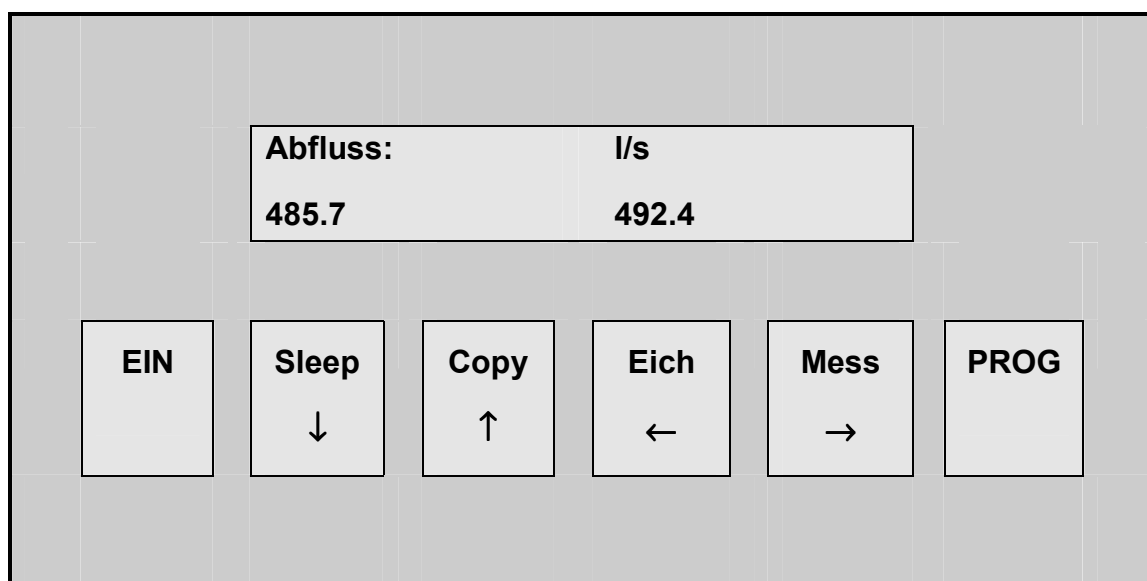 Abfluss: l/s
485.7 492.4
EIN Sleep Copy Eich Mess PROG
↓ ↑ ← →